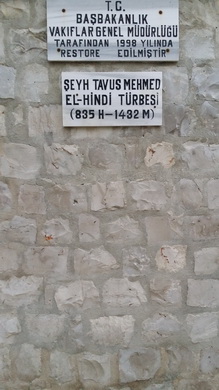 T.C.
BAŞBAKANLIK
VAKIFLAR GENEL MÜDÜRLÜĞÜ
TARAFINDAN 1998 YILINDA
"RESTORE EDİLMİŞTİR"
ŞEYH TAVUS MEHMED
EL'-HİNDİ TÜRBEŞİ
(835 H-1432 M)